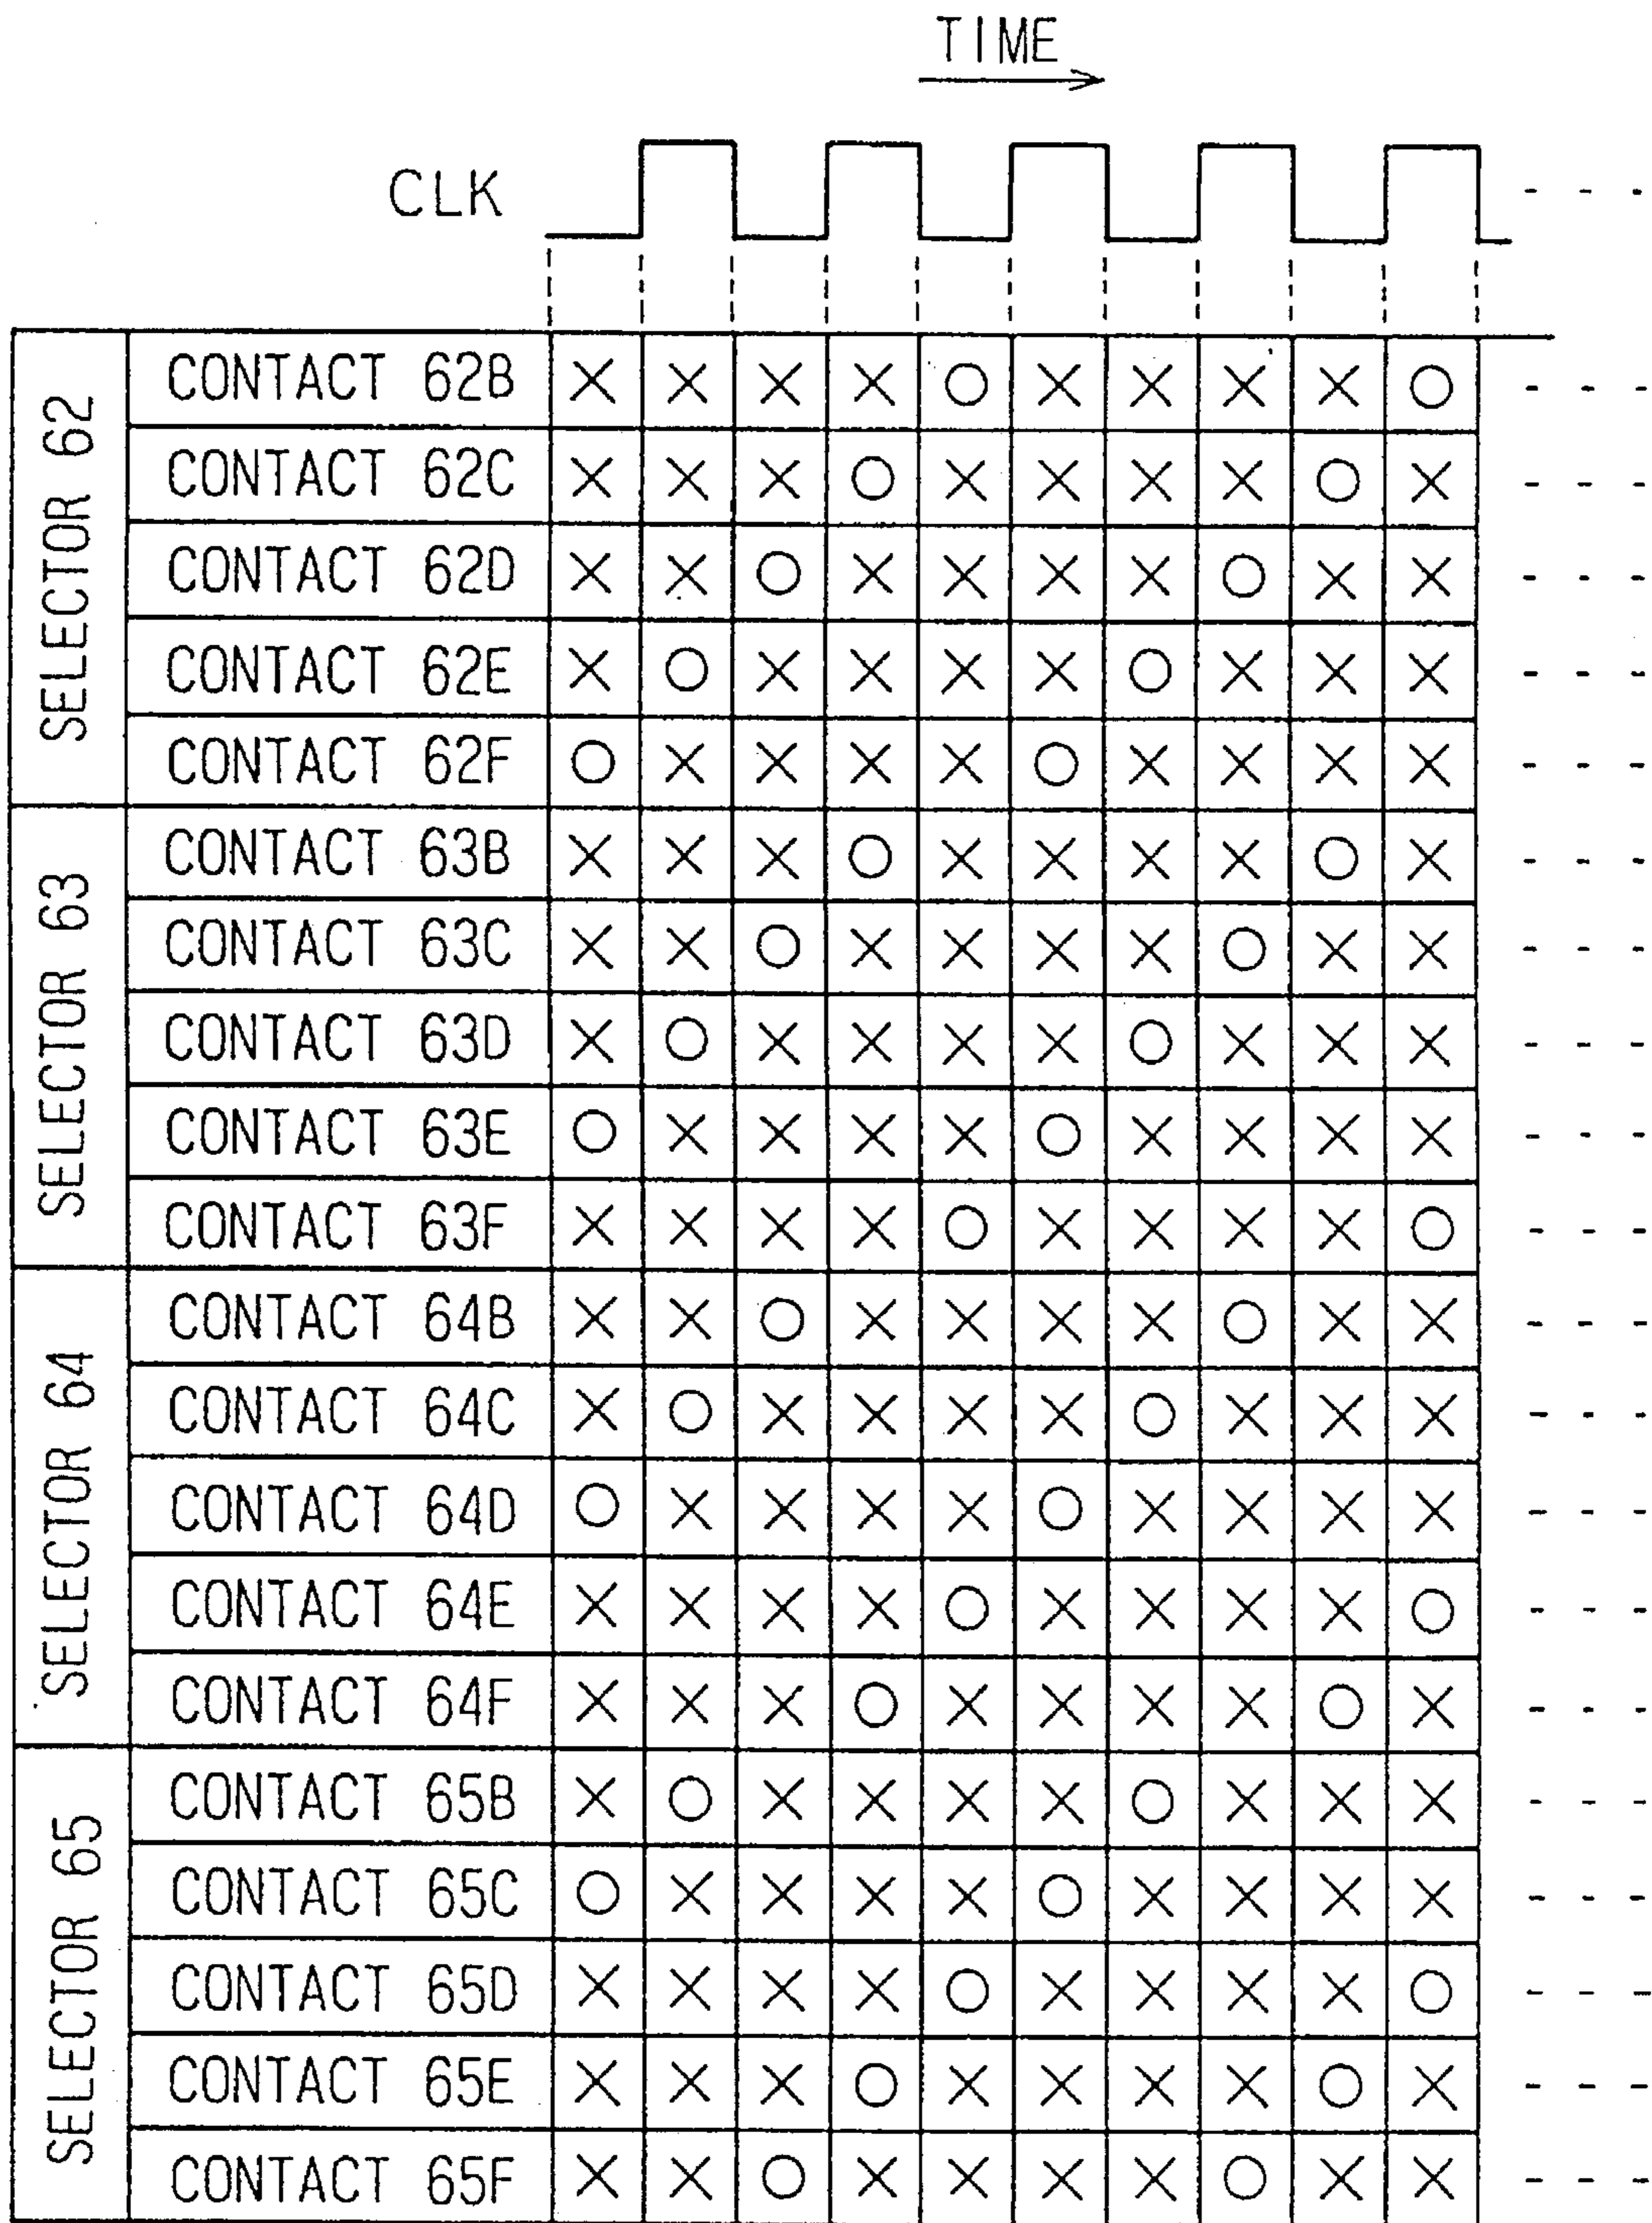 TIME
CLK
SELECTOR 62
CONTACT 62B × × × × ○ × × × × ○ - - -
CONTACT 62C × × × ○ × × × × ○ × - - -
CONTACT 62D × × ○ × × × × ○ × × - - -
CONTACT 62E × ○ × × × × ○ × × × - - -
CONTACT 62F ○ × × × × ○ × × × × - - -
SELECTOR 63
CONTACT 63B × × × ○ × × × × ○ × - - -
CONTACT 63C × × ○ × × × × ○ × × - - -
CONTACT 63D × ○ × × × × ○ × × × - - -
CONTACT 63E ○ × × × × ○ × × × × - - -
CONTACT 63F × × × × ○ × × × × ○ - - -
SELECTOR 64
CONTACT 64B × × ○ × × × × ○ × × - - -
CONTACT 64C × ○ × × × × ○ × × × - - -
CONTACT 64D ○ × × × × ○ × × × × - - -
CONTACT 64E × × × × ○ × × × × ○ - - -
CONTACT 64F × × × ○ × × × × ○ × - - -
SELECTOR 65
CONTACT 65B × ○ × × × × ○ × × × - - -
CONTACT 65C ○ × × × × ○ × × × × - - -
CONTACT 65D × × × × ○ × × × × ○ - - -
CONTACT 65E × × × ○ × × × × ○ × - - -
CONTACT 65F × × ○ × × × × ○ × × - - -